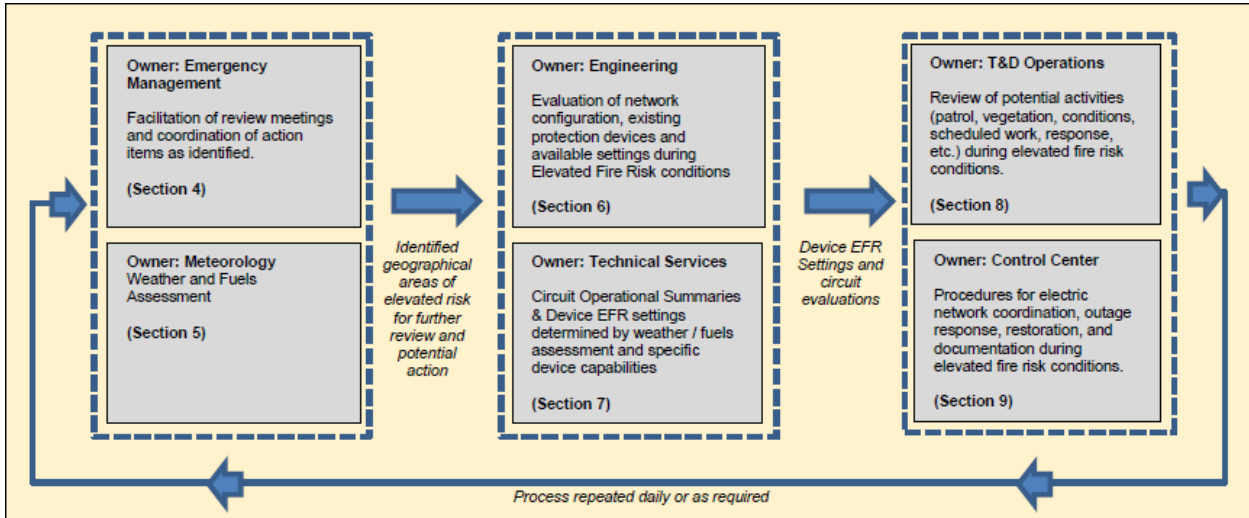 Owner: Emergency
Management
Facilitation of review meetings
and coordination of action
items as identified.
(Section 4)
Owner: Meteorology
Weather and Fuels
Assessment
(Section 5)
Identified
geographical
areas of
elevated risk
for further
review and
potential
action
Owner: Engineering
Evaluation of network
configuration, existing
protection devices and
available settings during
Elevated Fire Risk conditions
(Section 6)
Owner: Technical Services
Circuit Operational Summaries
& Device EFR settings
determined by weather / fuels
assessment and specific
device capabilities
(Section 7)
Device EFR
Settings and
circuit
evaluations
Owner: T&D Operations
Review of potential activities
(patrol, vegetation, conditions,
scheduled work, response,
etc.) during elevated fire risk
conditions.
(Section 8)
Owner: Control Center
Procedures for electric
network coordination, outage
response, restoration, and
documentation during
elevated fire risk conditions.
(Section 9)
Process repeated daily or as required